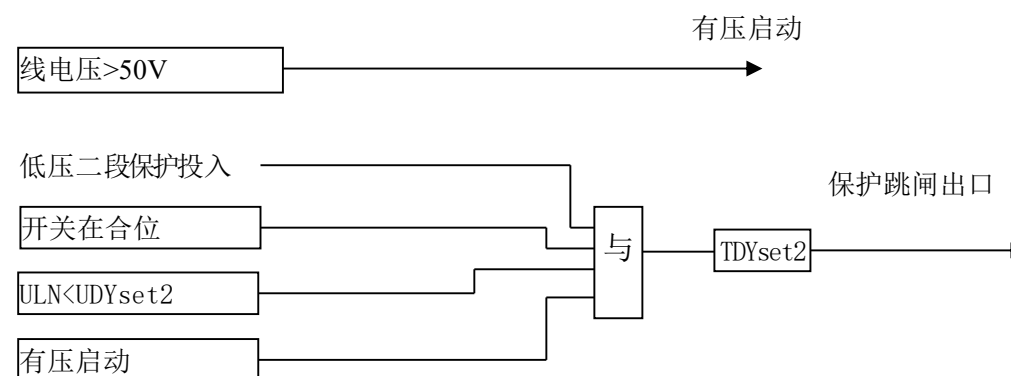 有压启动
线电压>50V
低压二段保护投入
保护跳闸出口
开关在合位
与
TDYset2
ULN<UDYset2
有压启动